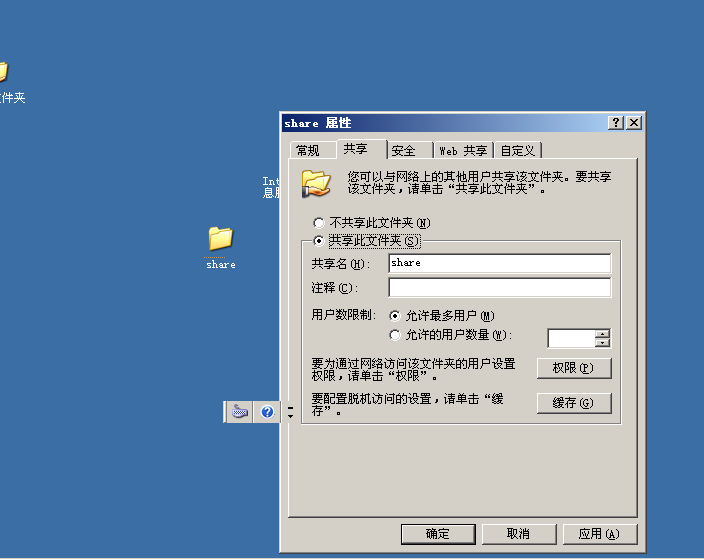 件夹
share 属性
常规 共享 安全 Web 共享 自定义
您可以与网络上的其他用户共享该文件夹。要共享
该文件夹，请单击“共享此文件夹”。
不共享此文件夹(N)
共享此文件夹(S)
共享名(H): share
注释(C):
用户数限制: 允许最多用户(M)
允许的用户数量(W):
要为通过网络访问该文件夹的用户设置
权限，请单击“权限”。
权限(P)
要配置脱机访问的设置，请单击“缓
存”。
缓存(G)
确定 取消 应用(A)
Int
息
share